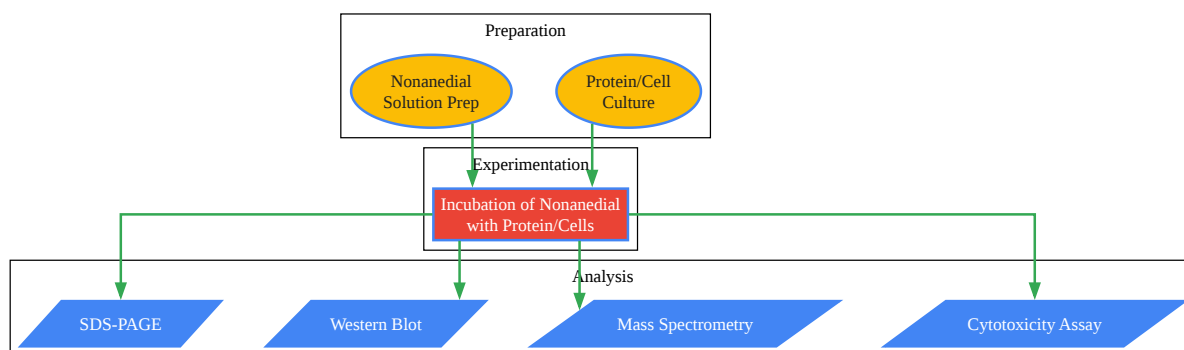 Preparation
Nonanedial
Solution Prep
Protein/Cell
Culture
Experimentation
Incubation of Nonanedial
with Protein/Cells
Analysis
SDS-PAGE
Western Blot
Mass Spectrometry
Cytotoxicity Assay